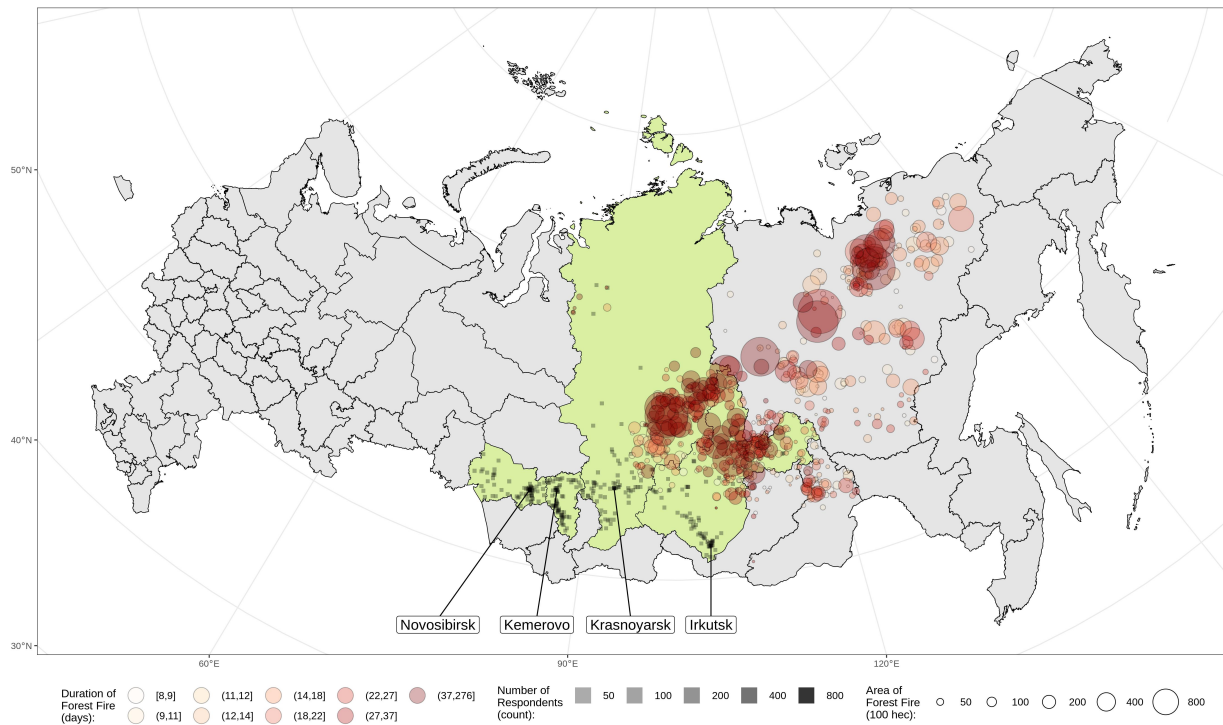 50°N
40°N
30°N
60°E
90°E
120°E
Novosibirsk
Kemerovo
Krasnoyarsk
Irkutsk
Duration of
Forest Fire
(days):
[8,9]
(9,11]
(11,12]
(12,14]
(14,18]
(18,22]
(22,27]
(27,37]
(37,276]
Number of
Respondents
(count):
50
100
200
400
800
Area of
Forest Fire
(100 hec):
50
100
200
400
800